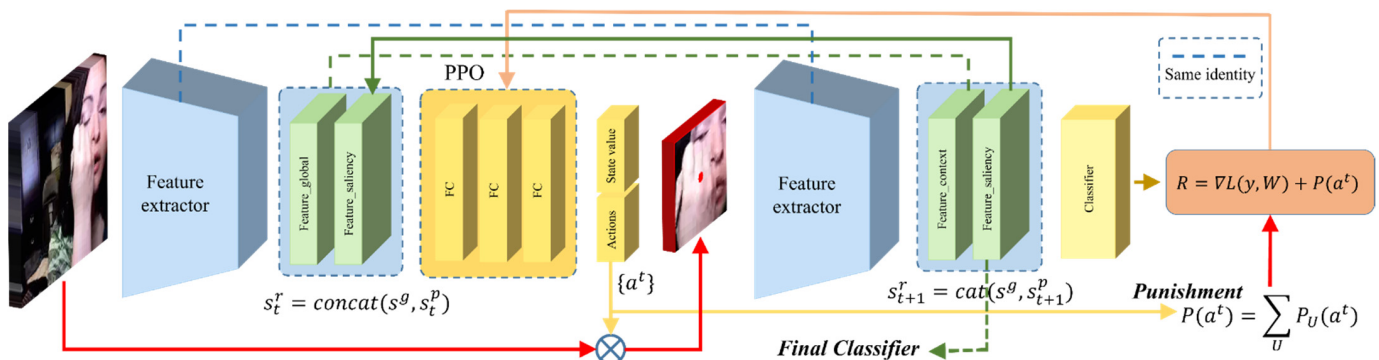 PPO
Same identity
Feature
extractor
Feature_global
Feature_saliency
FC
FC
FC
State value
Actions
Feature
extractor
Feature_context
Feature_saliency
Classifier
R = ∇L(y, W) + P(a^t)
{a^t}
s_t^r = concat(s^g, s_t^p)
s_{t+1}^r = cat(s^g, s_{t+1}^p)
Punishment
P(a^t) = ∑_U P_U(a^t)
Final Classifier